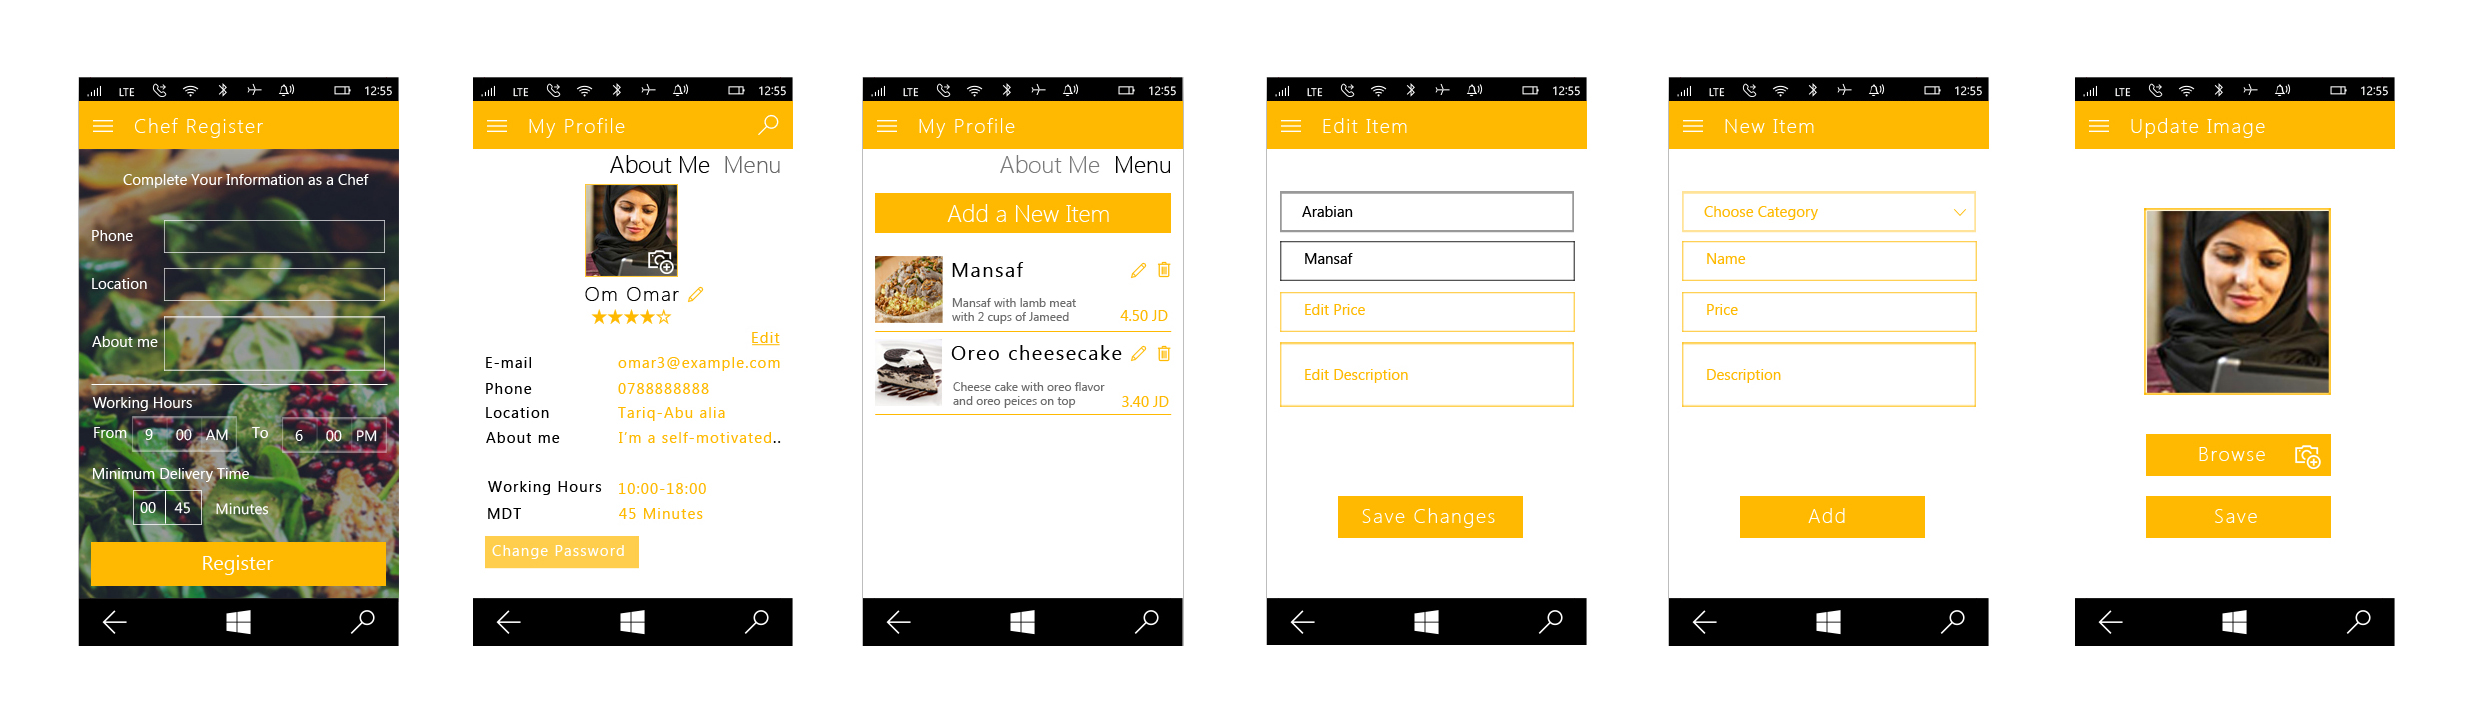 LTE 12:55
Chef Register
Complete Your Information as a Chef
Phone
Location
About me
Working Hours
From 9 00 AM To 6 00 PM
Minimum Delivery Time
00 45 Minutes
Register
LTE 12:55
My Profile
About Me Menu
Om Omar
Edit
E-mail omar3@example.com
Phone 0788888888
Location Tariq-Abu alia
About me I'm a self-motivated..
Working Hours 10:00-18:00
MDT 45 Minutes
Change Password
LTE 12:55
My Profile
About Me Menu
Add a New Item
Mansaf
Mansaf with lamb meat
with 2 cups of Jameed 4.50 JD
Oreo cheesecake
Cheese cake with oreo flavor
and oreo peices on top 3.40 JD
LTE 12:55
Edit Item
Arabian
Mansaf
Edit Price
Edit Description
Save Changes
LTE 12:55
New Item
Choose Category
Name
Price
Description
Add
LTE 12:55
Update Image
Browse
Save